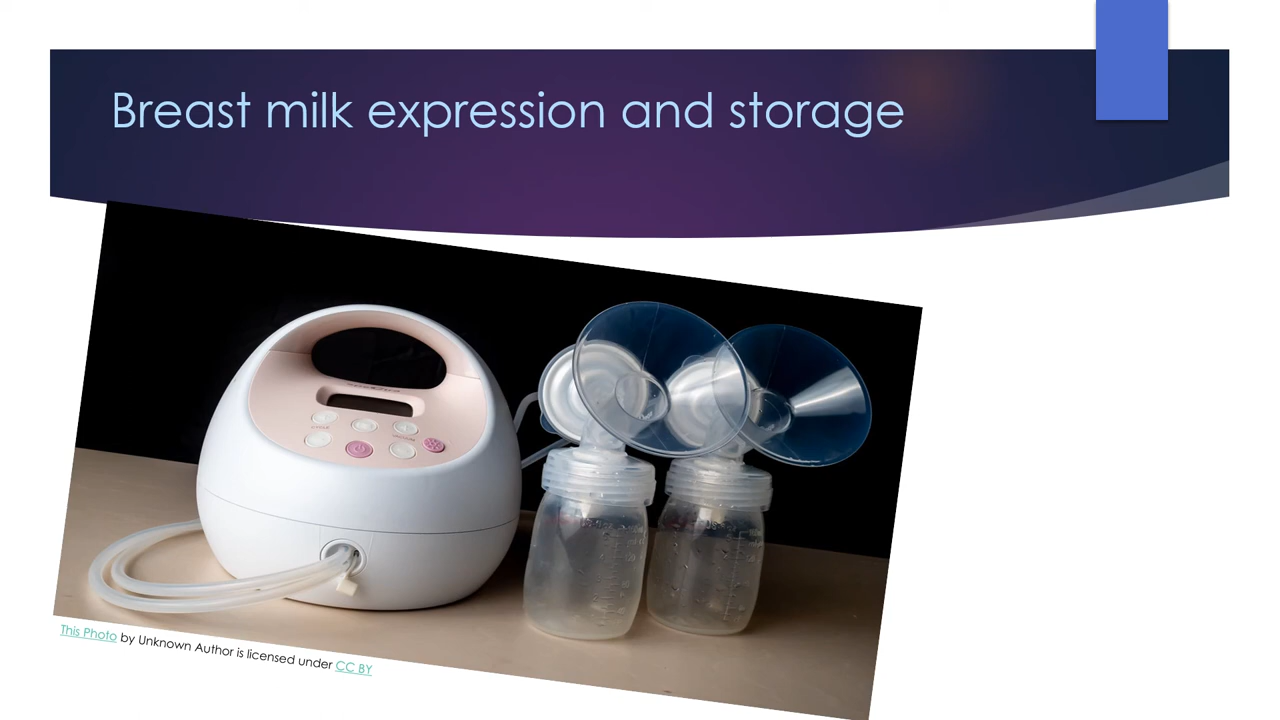 Breast milk expression and storage
This Photo by Unknown Author is licensed under CC BY